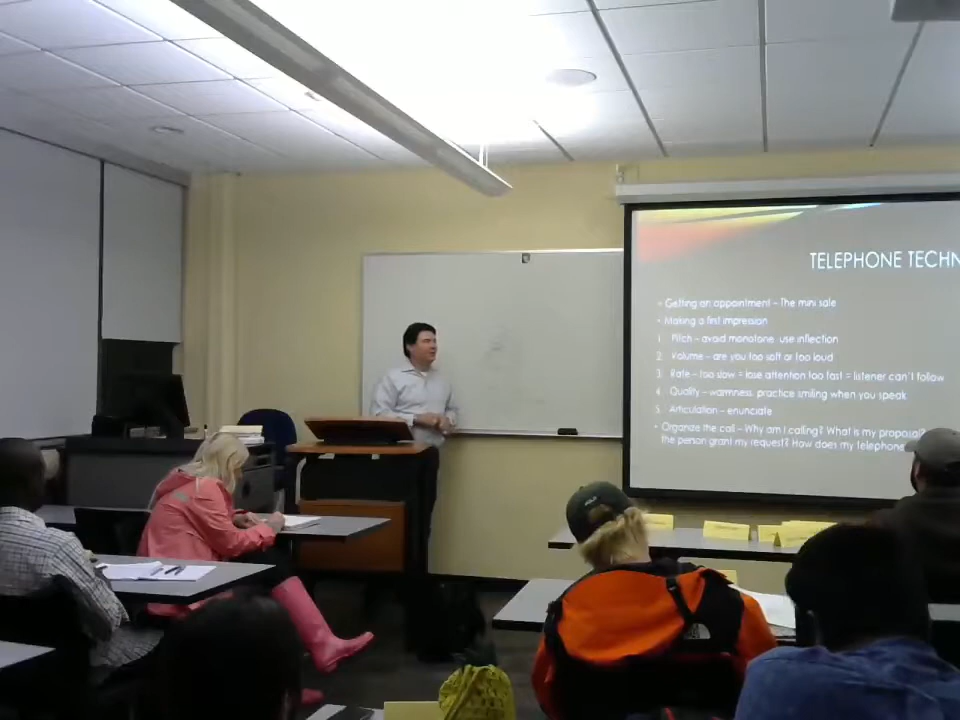 TELEPHONE TECHN
• Getting an appointment – The mini sale
• Making a first impression
1. Pitch – avoid monotone, use inflection
2. Volume – are you too soft or too loud
3. Rate – too slow = lose attention too fast = listener can't follow
4. Quality – warmness, practice smiling when you speak
5. Articulation – enunciate
• Organize the call – Why am I calling? What is my proposal?
the person grant my request? How does my telephone